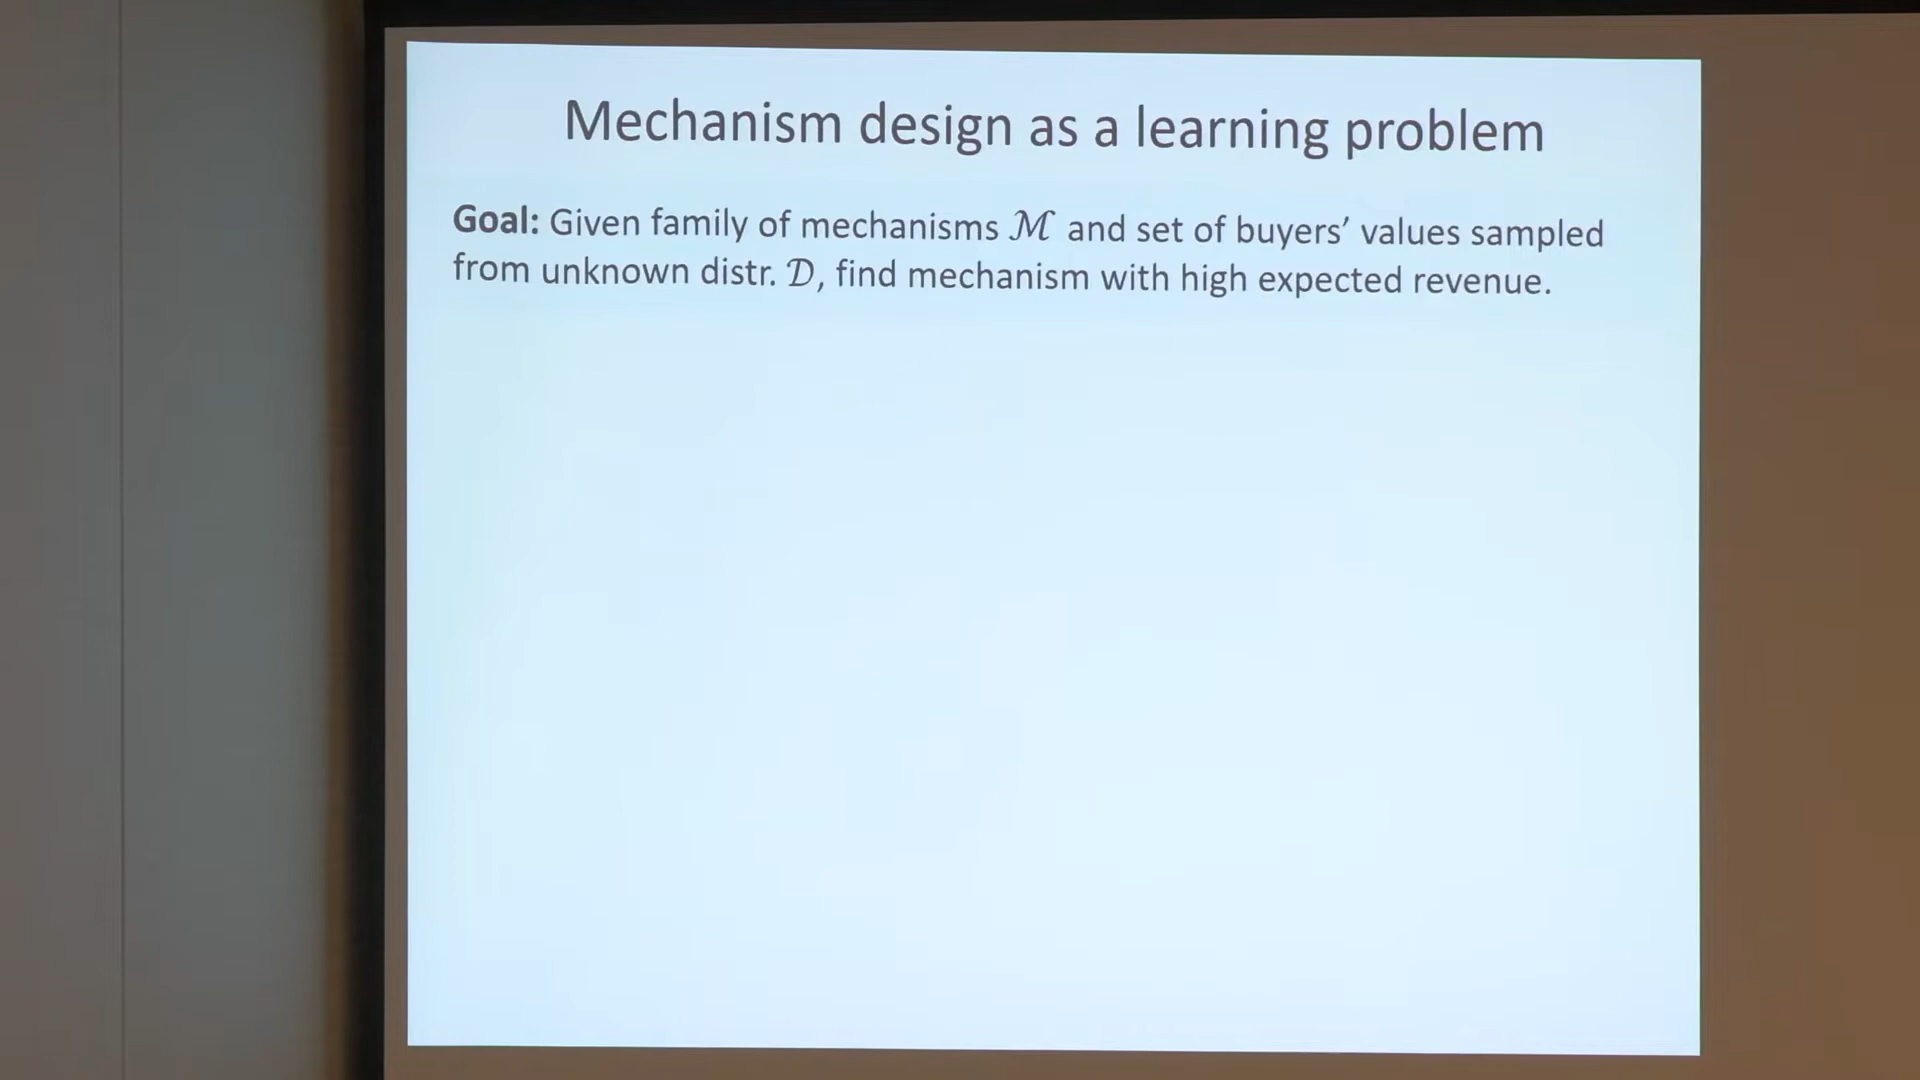 Mechanism design as a learning problem
Goal: Given family of mechanisms ℳ and set of buyers’ values sampled
from unknown distr. 𝒟, find mechanism with high expected revenue.